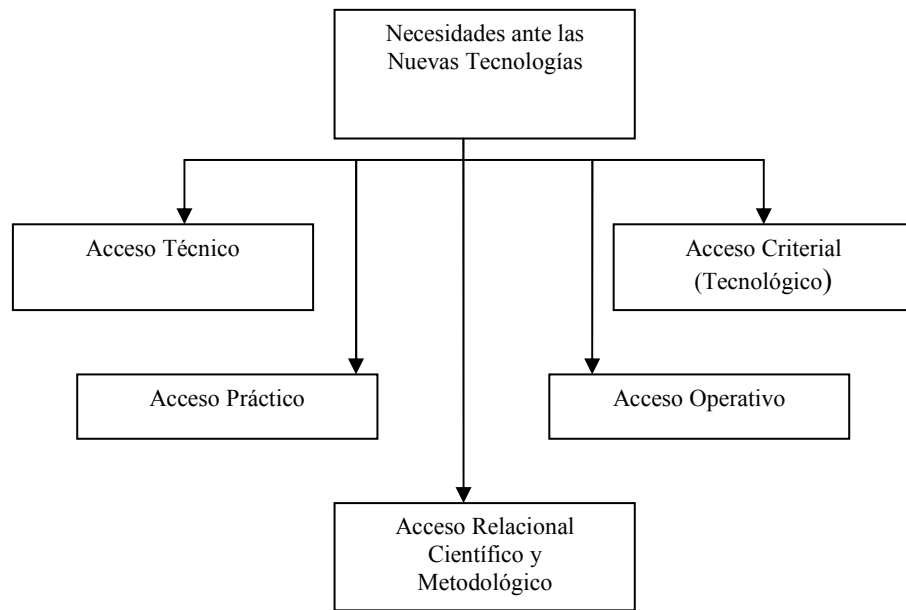 Necesidades ante las
Nuevas Tecnologías
Acceso Técnico
Acceso Criterial
(Tecnológico)
Acceso Práctico
Acceso Operativo
Acceso Relacional
Científico y
Metodológico